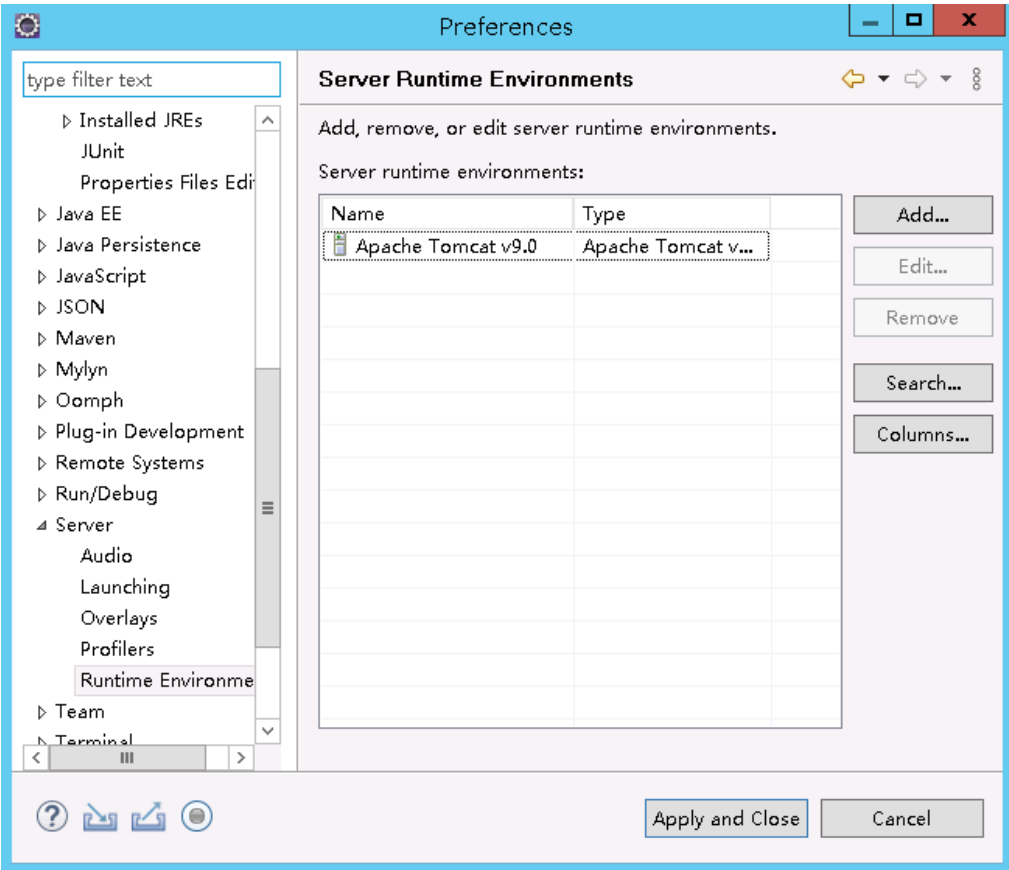 Preferences
type filter text
Installed JREs
JUnit
Properties Files Edi
Java EE
Java Persistence
JavaScript
JSON
Maven
Mylyn
Oomph
Plug-in Development
Remote Systems
Run/Debug
Server
Audio
Launching
Overlays
Profilers
Runtime Environme
Team
Terminal
Server Runtime Environments
Add, remove, or edit server runtime environments.
Server runtime environments:
Name Type
Apache Tomcat v9.0 Apache Tomcat v...
Add...
Edit...
Remove
Search...
Columns...
Apply and Close Cancel